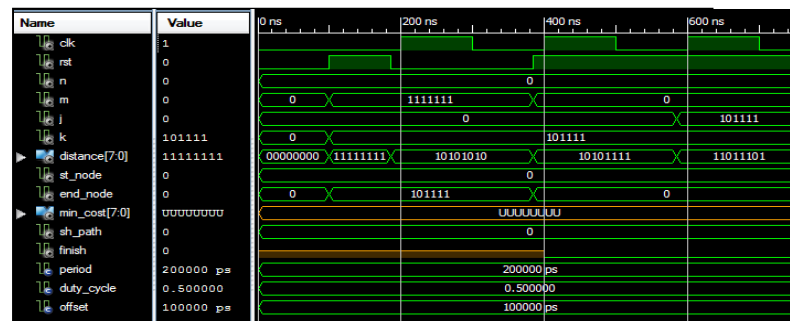 Name Value 0 ns 200 ns 400 ns 600 ns
clk 1
rst 0
n 0 0
m 0 0 1111111 0
j 0 0 101111
k 101111 0 101111
distance[7:0] 11111111 00000000 11111111 10101010 10101111 11011101
st_node 0 0
end_node 0 0 101111 0
min_cost[7:0] UUUUUUUU UUUUUUUU
sh_path 0 0
finish 0
period 200000 ps 200000 ps
duty_cycle 0.500000 0.500000
offset 100000 ps 100000 ps